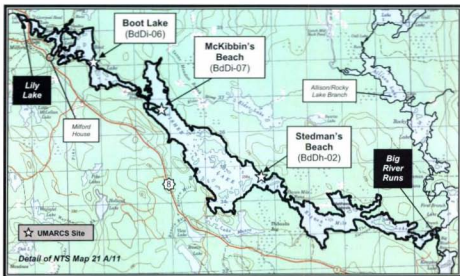 Boot Lake
(BdDi-06)
McKibbin's
Beach
(BdDi-07)
Lily
Lake
Milford
House
Allison/Rocky
Lake Branch
Stedman's
Beach
(BdDh-02)
Big
River
Runs
8
UMARCS Site
Detail of NTS Map 21 A/11